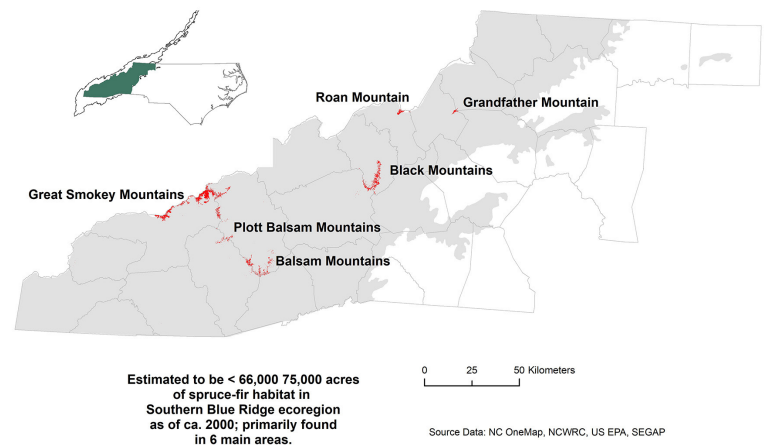 Roan Mountain
Grandfather Mountain
Black Mountains
Great Smokey Mountains
Plott Balsam Mountains
Balsam Mountains
Estimated to be < 66,000 75,000 acres
of spruce-fir habitat in
Southern Blue Ridge ecoregion
as of ca. 2000; primarily found
in 6 main areas.
0 25 50 Kilometers
Source Data: NC OneMap, NCWRC, US EPA, SEGAP